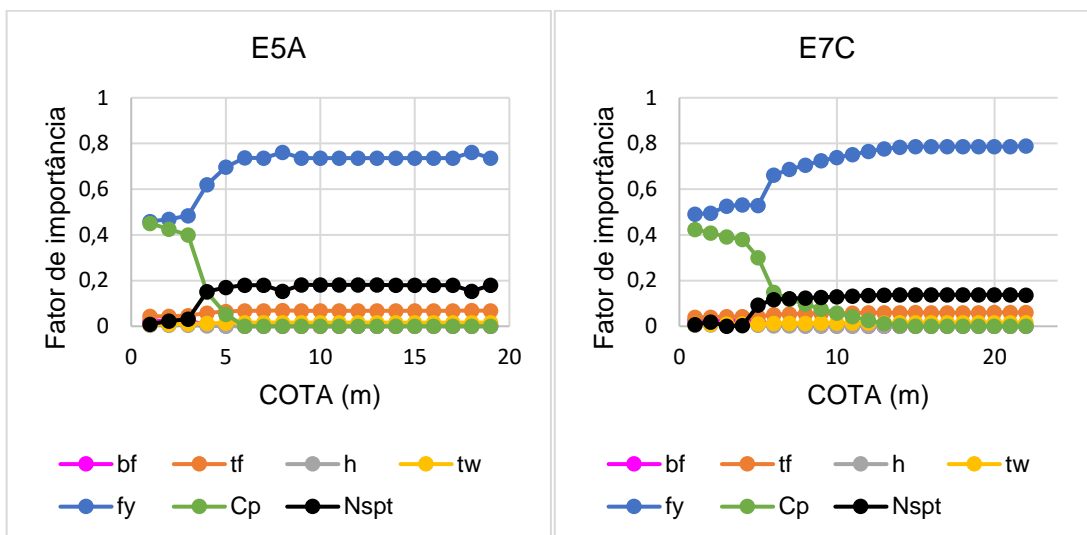 E5A
Fator de importância
1
0,8
0,6
0,4
0,2
0
0 5 10 15 20
COTA (m)
bf tf h tw
fy Cp Nspt
E7C
Fator de importância
1
0,8
0,6
0,4
0,2
0
0 10 20
COTA (m)
bf tf h tw
fy Cp Nspt